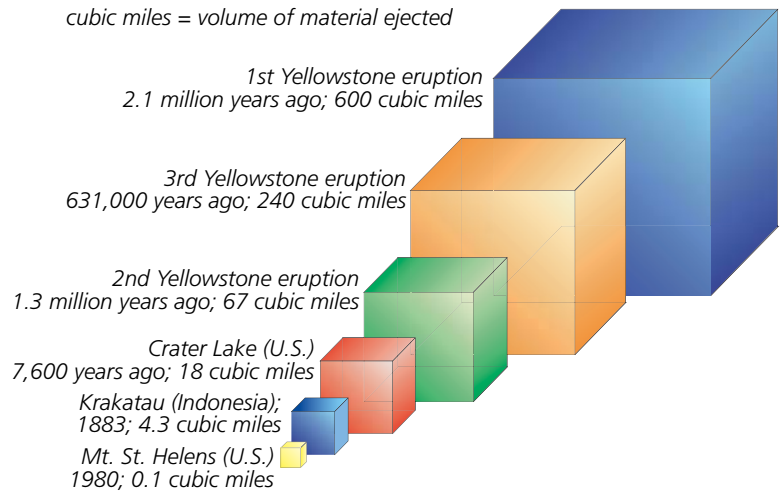 cubic miles = volume of material ejected
1st Yellowstone eruption
2.1 million years ago; 600 cubic miles
3rd Yellowstone eruption
631,000 years ago; 240 cubic miles
2nd Yellowstone eruption
1.3 million years ago; 67 cubic miles
Crater Lake (U.S.)
7,600 years ago; 18 cubic miles
Krakatau (Indonesia);
1883; 4.3 cubic miles
Mt. St. Helens (U.S.)
1980; 0.1 cubic miles